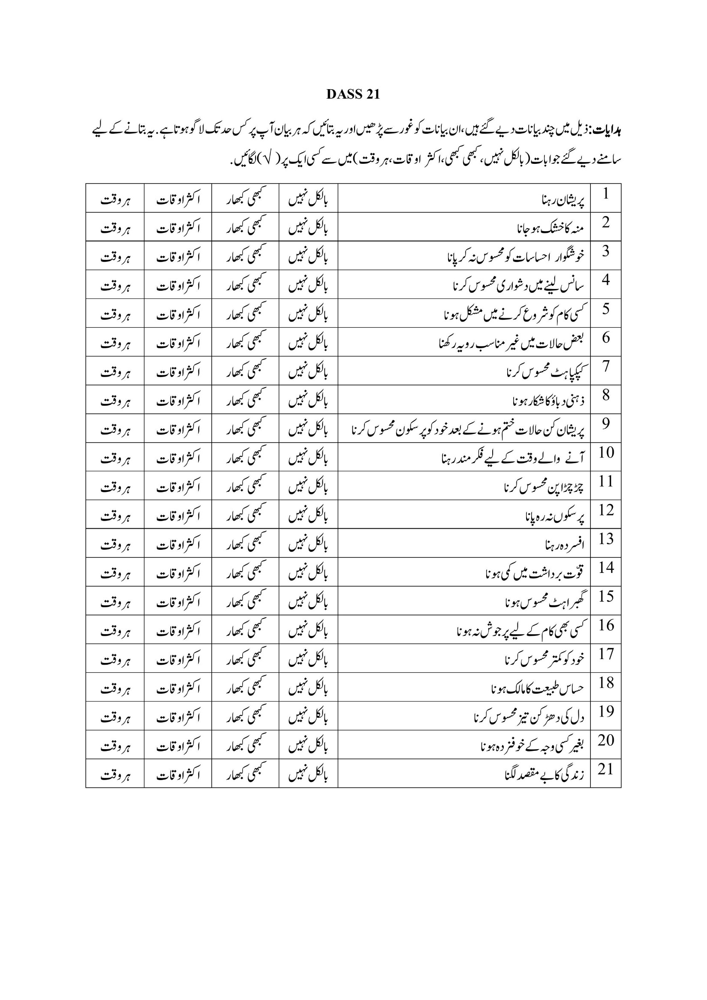 DASS 21
ہدایات: ذیل میں چند بیانات دیے گئے ہیں، ان بیانات کو غور سے پڑھیں اور یہ بتائیں کہ ہر بیان آپ پر کس حد تک لاگو ہوتا ہے. یہ بتانے کے لیے
سامنے دیے گئے جوابات (بالکل نہیں، کبھی کبھی، اکثر اوقات، ہر وقت) میں سے کسی ایک پر ( √ ) لگائیں.
1 پریشان رہنا بالکل نہیں کبھی کبھار اکثر اوقات ہر وقت
2 منہ کا خشک ہو جانا بالکل نہیں کبھی کبھار اکثر اوقات ہر وقت
3 خوشگوار احساسات کو محسوس نہ کر پانا بالکل نہیں کبھی کبھار اکثر اوقات ہر وقت
4 سانس لینے میں دشواری محسوس کرنا بالکل نہیں کبھی کبھار اکثر اوقات ہر وقت
5 کسی کام کو شروع کرنے میں مشکل ہونا بالکل نہیں کبھی کبھار اکثر اوقات ہر وقت
6 بعض حالات میں غیر مناسب رویہ رکھنا بالکل نہیں کبھی کبھار اکثر اوقات ہر وقت
7 کپکپاہٹ محسوس کرنا بالکل نہیں کبھی کبھار اکثر اوقات ہر وقت
8 ذہنی دباؤ کا شکار ہونا بالکل نہیں کبھی کبھار اکثر اوقات ہر وقت
9 پریشان کن حالات ختم ہونے کے بعد خود کو پر سکون محسوس کرنا بالکل نہیں کبھی کبھار اکثر اوقات ہر وقت
10 آنے والے وقت کے لیے فکر مند رہنا بالکل نہیں کبھی کبھار اکثر اوقات ہر وقت
11 چڑچڑاپن محسوس کرنا بالکل نہیں کبھی کبھار اکثر اوقات ہر وقت
12 پر سکوں نہ رہ پانا بالکل نہیں کبھی کبھار اکثر اوقات ہر وقت
13 افسردہ رہنا بالکل نہیں کبھی کبھار اکثر اوقات ہر وقت
14 قوّت برداشت میں کمی ہونا بالکل نہیں کبھی کبھار اکثر اوقات ہر وقت
15 گھبراہٹ محسوس ہونا بالکل نہیں کبھی کبھار اکثر اوقات ہر وقت
16 کسی بھی کام کے لیے پر جوش نہ ہونا بالکل نہیں کبھی کبھار اکثر اوقات ہر وقت
17 خود کو کمتر محسوس کرنا بالکل نہیں کبھی کبھار اکثر اوقات ہر وقت
18 حساس طبیعت کا مالک ہونا بالکل نہیں کبھی کبھار اکثر اوقات ہر وقت
19 دل کی دھڑکن تیز محسوس کرنا بالکل نہیں کبھی کبھار اکثر اوقات ہر وقت
20 بغیر کسی وجہ کے خوفزدہ ہونا بالکل نہیں کبھی کبھار اکثر اوقات ہر وقت
21 زندگی کا بے مقصد لگنا بالکل نہیں کبھی کبھار اکثر اوقات ہر وقت